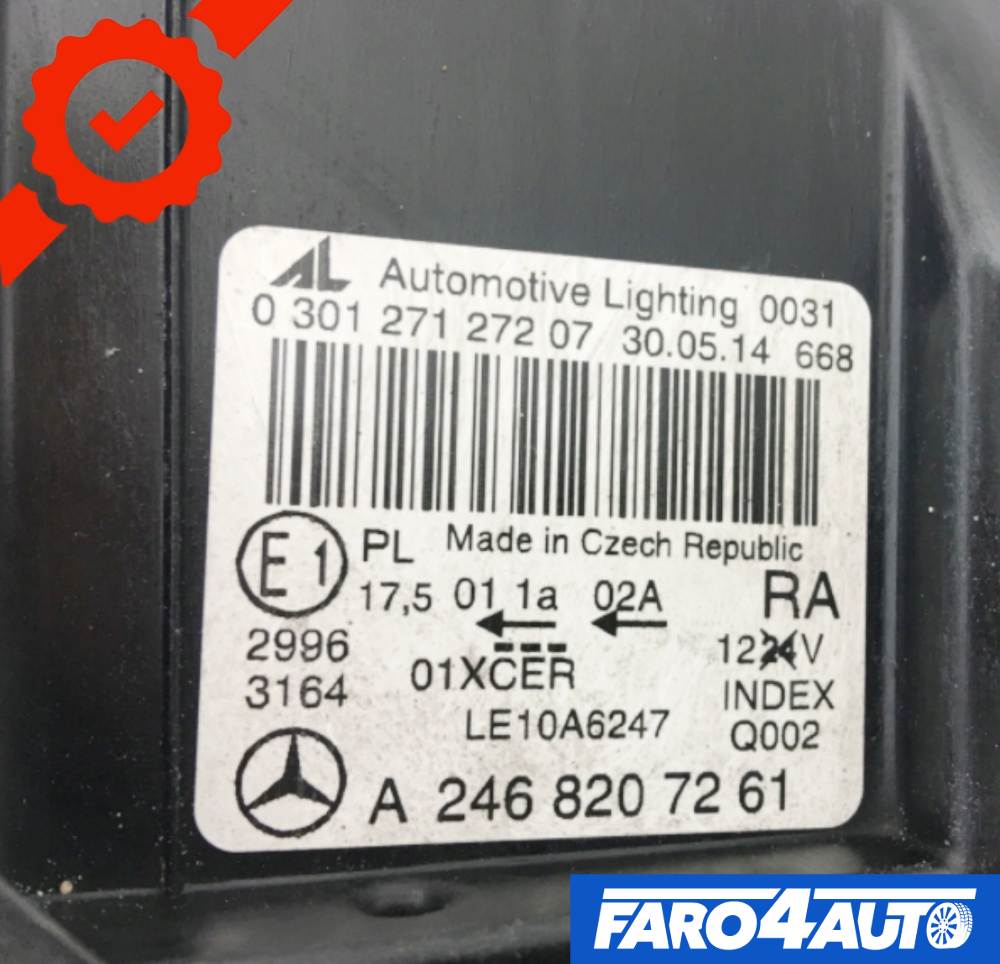 AL Automotive Lighting 0031
0 301 271 272 07 30.05.14 668
E1 PL Made in Czech Republic
17,5 01 1a 02A RA
2996 1224V
3164 01XCER INDEX
LE10A6247 Q002
A 246 820 72 61
FARO4AUTO